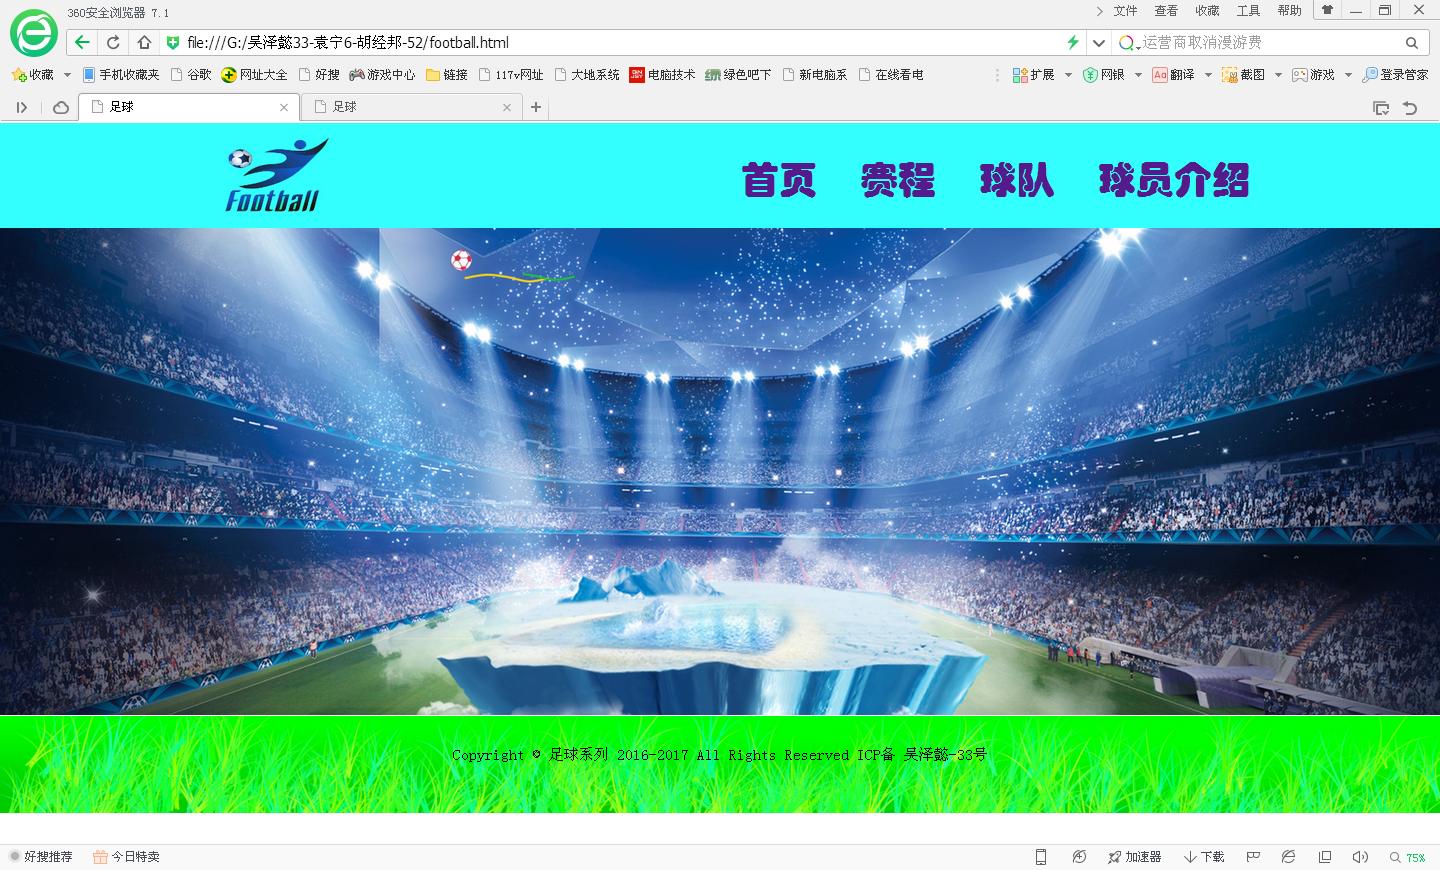 360安全浏览器 7.1
文件 查看 收藏 工具 帮助
file:///G:/吴泽懿33-袁宁6-胡经邦-52/football.html
运营商取消漫游费
收藏 手机收藏夹 谷歌 网址大全 好搜 游戏中心 链接 117v网址 大地系统 电脑技术 绿色吧下 新电脑系 在线看电 扩展 网银 Aa 翻译 截图 游戏 登录管家
足球 足球
Football
首页 赛程 球队 球员介绍
Copyright © 足球系列 2016-2017 All Rights Reserved ICP备 吴泽懿-33号
好搜推荐 今日特卖 加速器 下载 75%